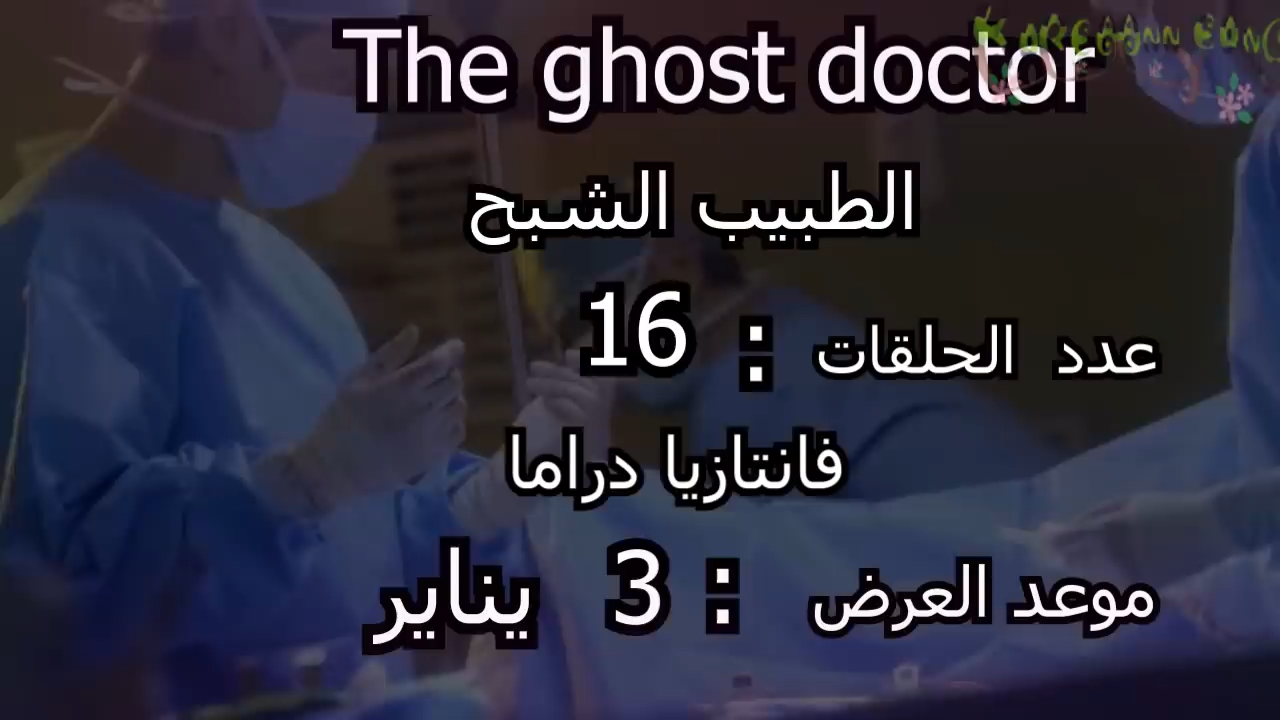 The ghost doctor
الطبيب الشبح
عدد الحلقات : 16
فانتازيا دراما
موعد العرض : 3 يناير